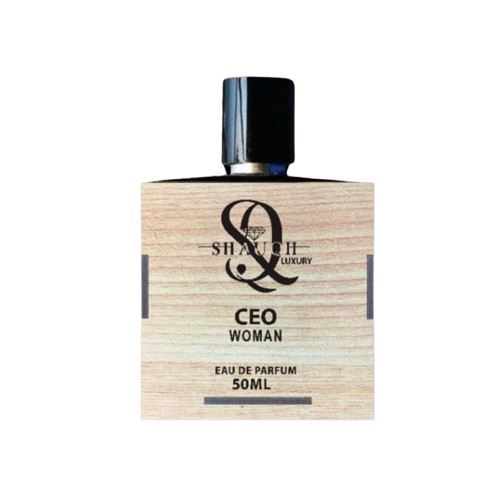 SQ
SHAUQH
LUXURY
CEO
WOMAN
EAU DE PARFUM
50ML